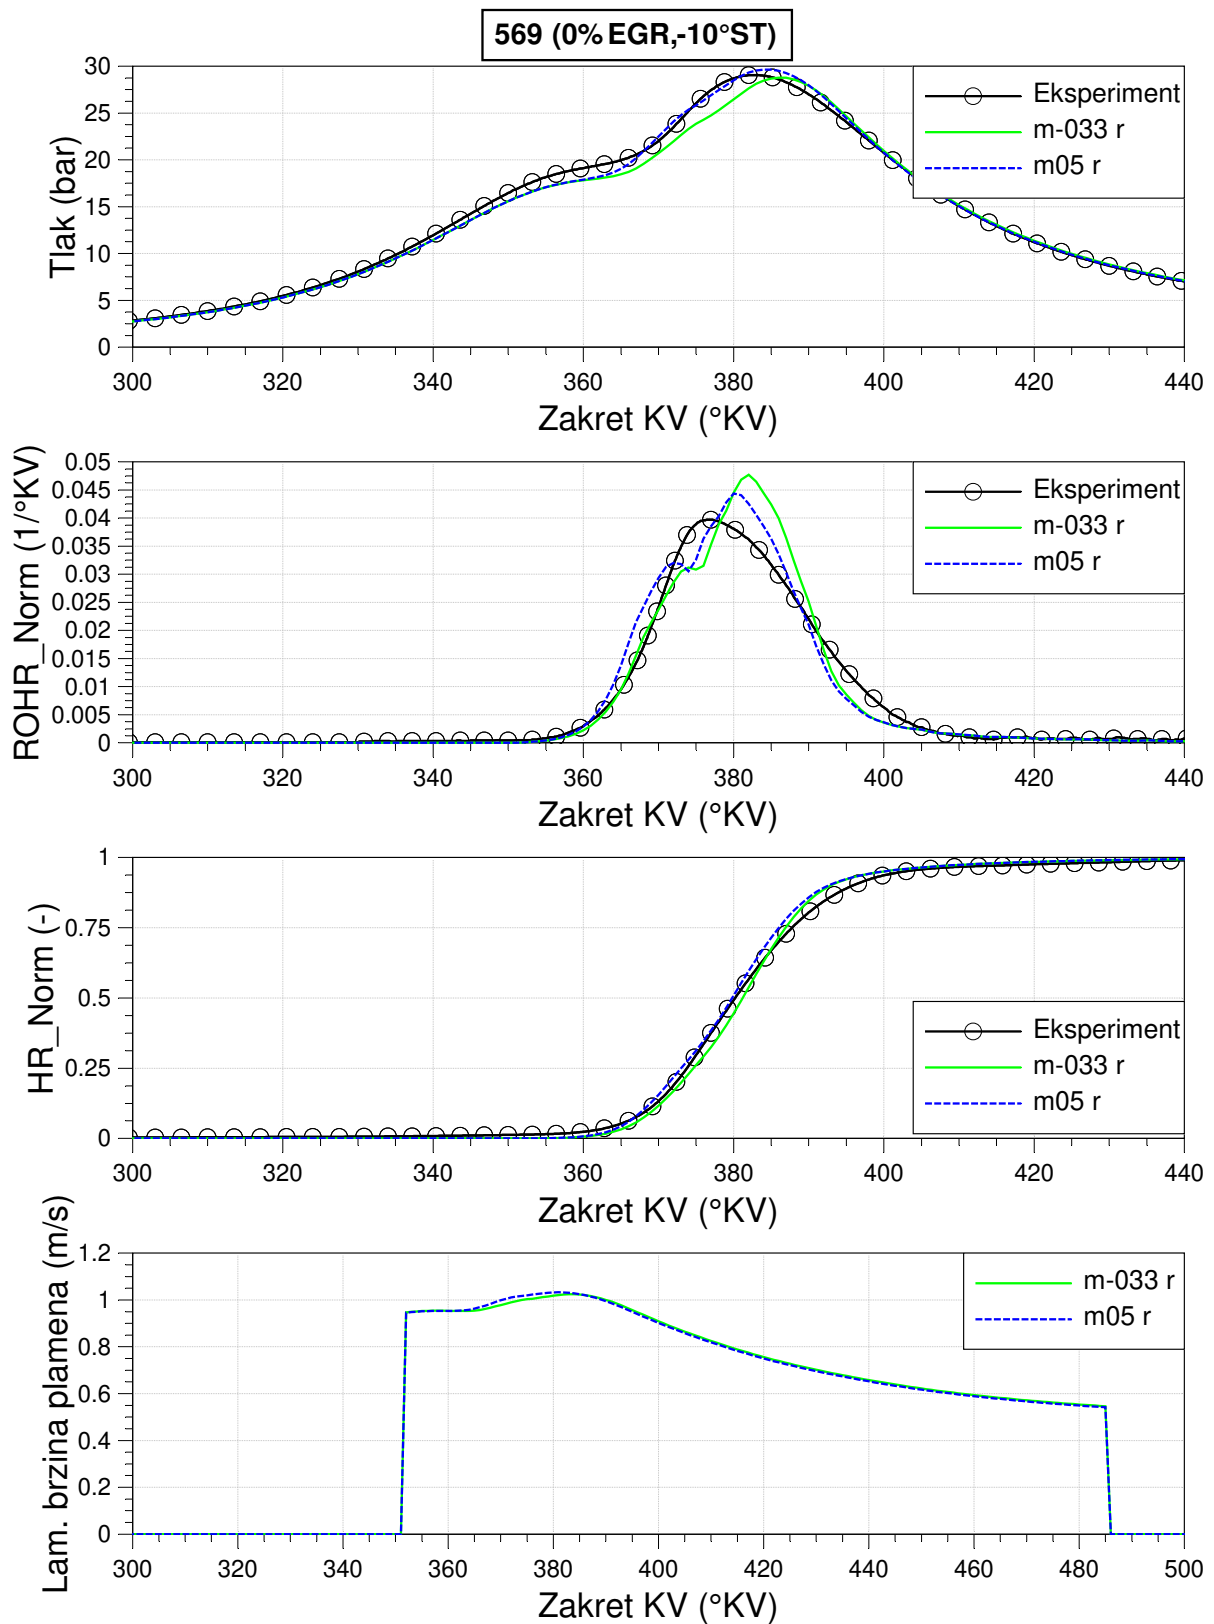 569 (0% EGR,-10°ST)
30
25
20
15
10
5
0
Tlak (bar)
Eksperiment
m-033 r
m05 r
300 320 340 360 380 400 420 440
Zakret KV (°KV)
0.05
0.045
0.04
0.035
0.03
0.025
0.02
0.015
0.01
0.005
0
ROHR_Norm (1/°KV)
Eksperiment
m-033 r
m05 r
300 320 340 360 380 400 420 440
Zakret KV (°KV)
1
0.75
0.5
0.25
0
HR_Norm (-)
Eksperiment
m-033 r
m05 r
300 320 340 360 380 400 420 440
Zakret KV (°KV)
1.2
1
0.8
0.6
0.4
0.2
0
Lam. brzina plamena (m/s)
m-033 r
m05 r
300 320 340 360 380 400 420 440 460 480 500
Zakret KV (°KV)